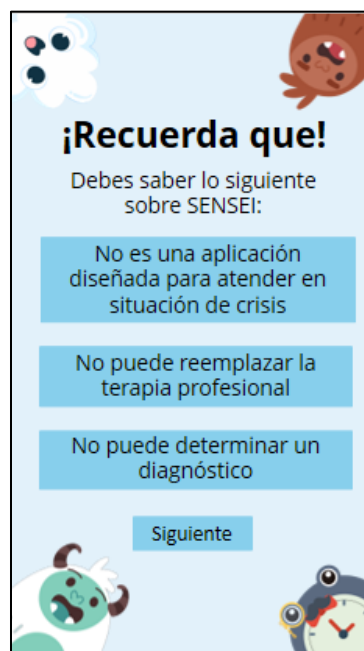 ¡Recuerda que!
Debes saber lo siguiente
sobre SENSEI:
No es una aplicación
diseñada para atender en
situación de crisis
No puede reemplazar la
terapia profesional
No puede determinar un
diagnóstico
Siguiente